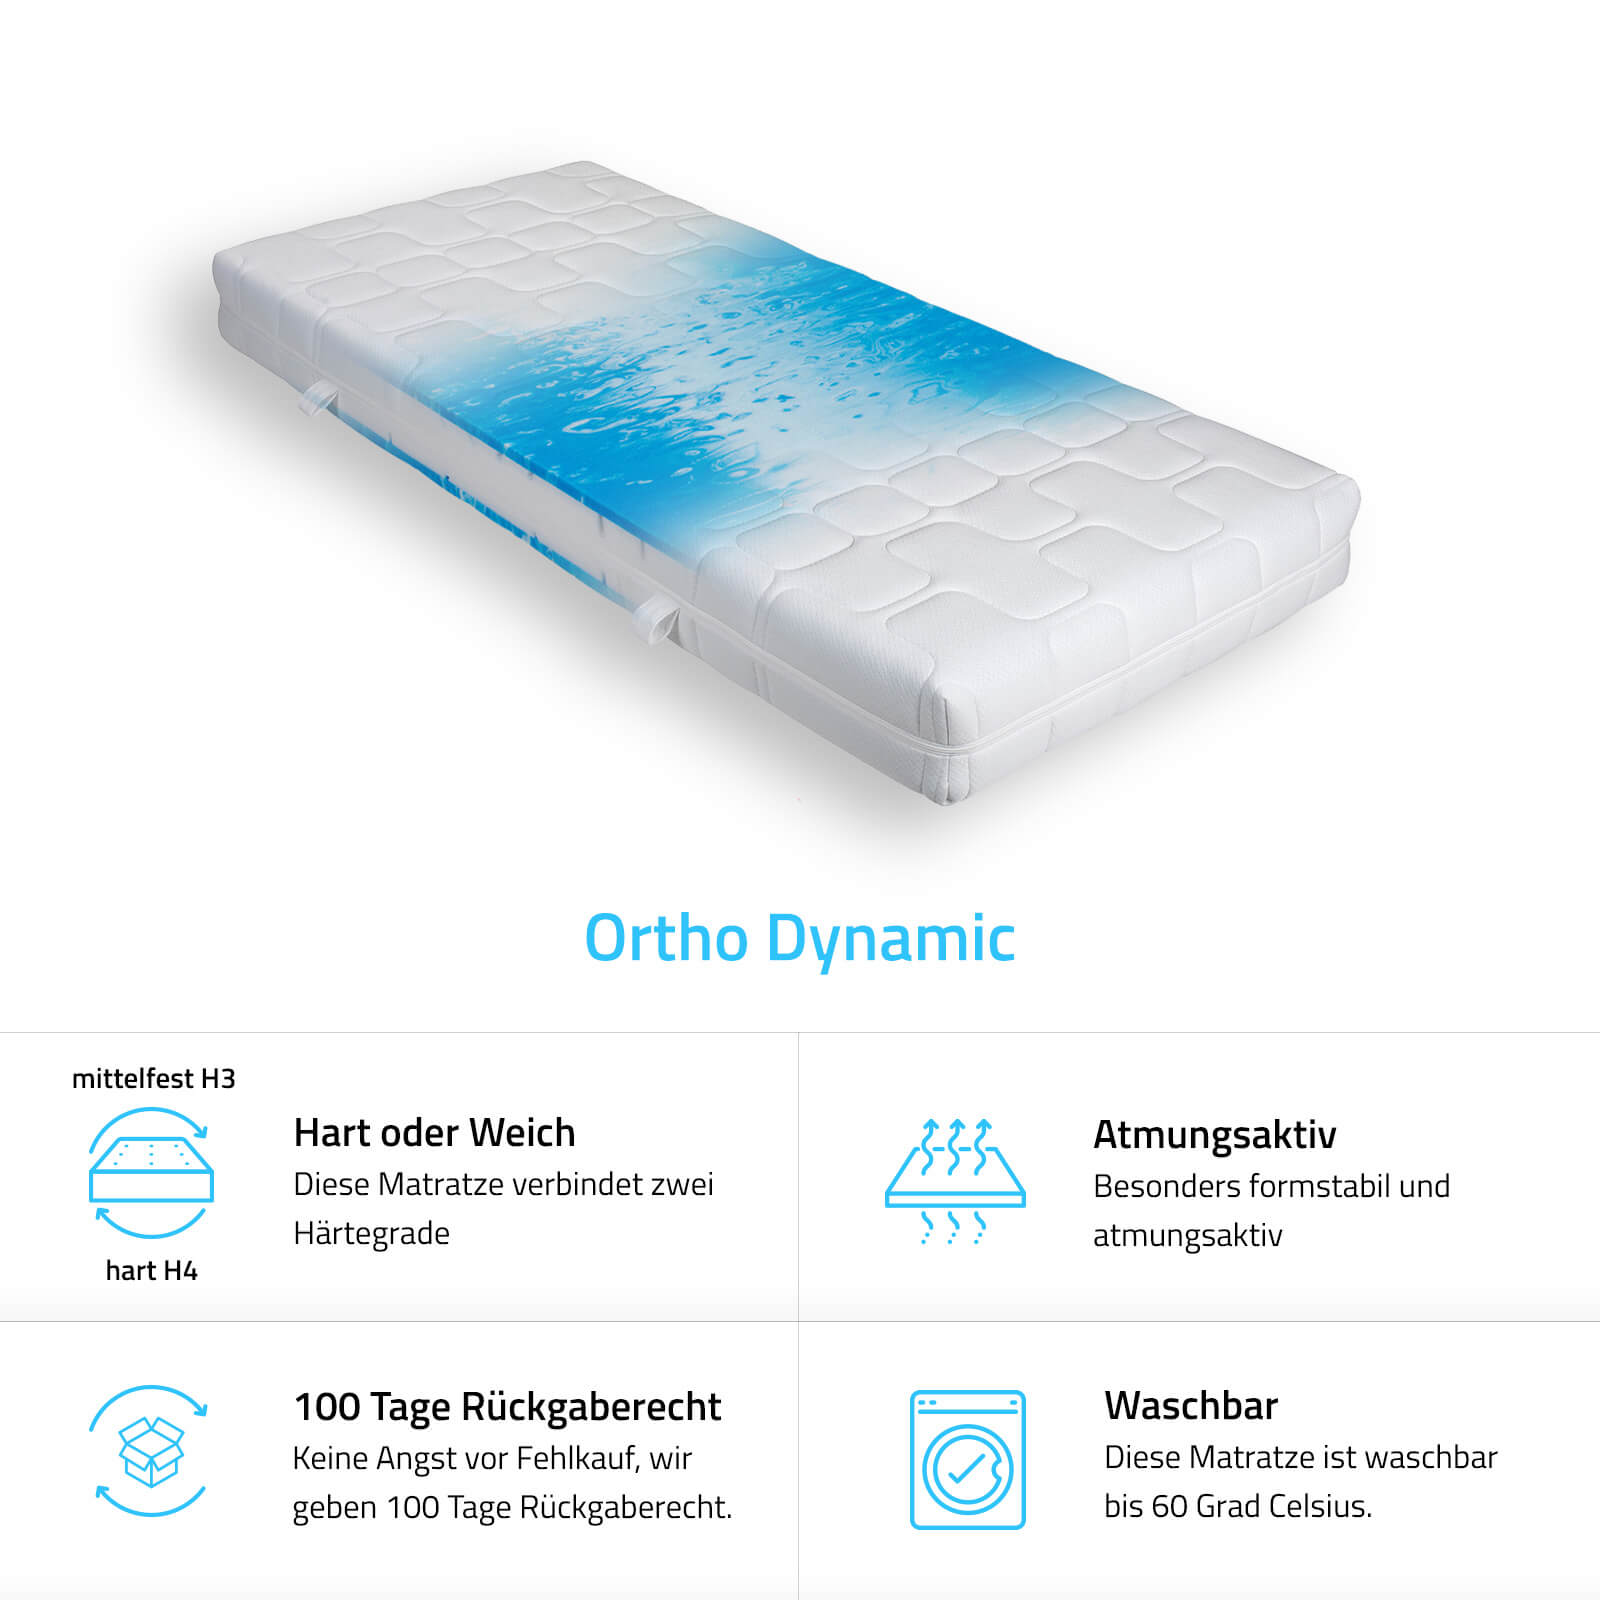 Ortho Dynamic
mittelfest H3
hart H4
Hart oder Weich
Diese Matratze verbindet zwei
Härtegrade
Atmungsaktiv
Besonders formstabil und
atmungsaktiv
100 Tage Rückgaberecht
Keine Angst vor Fehlkauf, wir
geben 100 Tage Rückgaberecht.
Waschbar
Diese Matratze ist waschbar
bis 60 Grad Celsius.